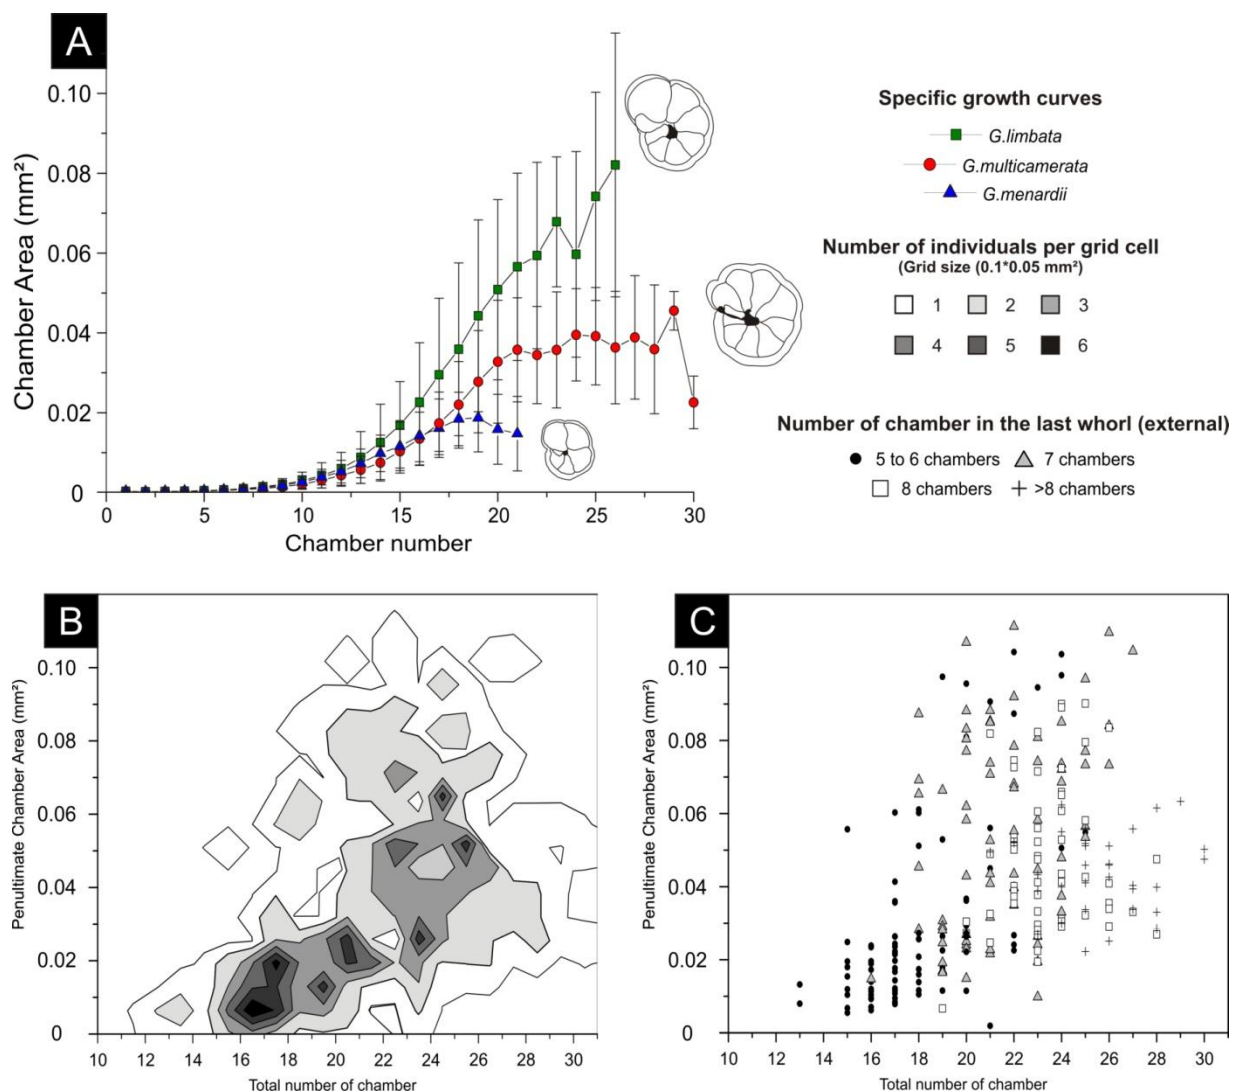 A
Chamber Area (mm²)
0.10
0.08
0.06
0.04
0.02
0
0 5 10 15 20 25 30
Chamber number
Specific growth curves
G.limbata
G.multicamerata
G.menardii
Number of individuals per grid cell
(Grid size (0.1*0.05 mm²)
1 2 3
4 5 6
Number of chamber in the last whorl (external)
5 to 6 chambers 7 chambers
8 chambers >8 chambers
B
Penultimate Chamber Area (mm²)
0.10
0.08
0.06
0.04
0.02
0
10 12 14 16 18 20 22 24 26 28 30
Total number of chamber
C
Penultimate Chamber Area (mm²)
0.10
0.08
0.06
0.04
0.02
0
10 12 14 16 18 20 22 24 26 28 30
Total number of chamber